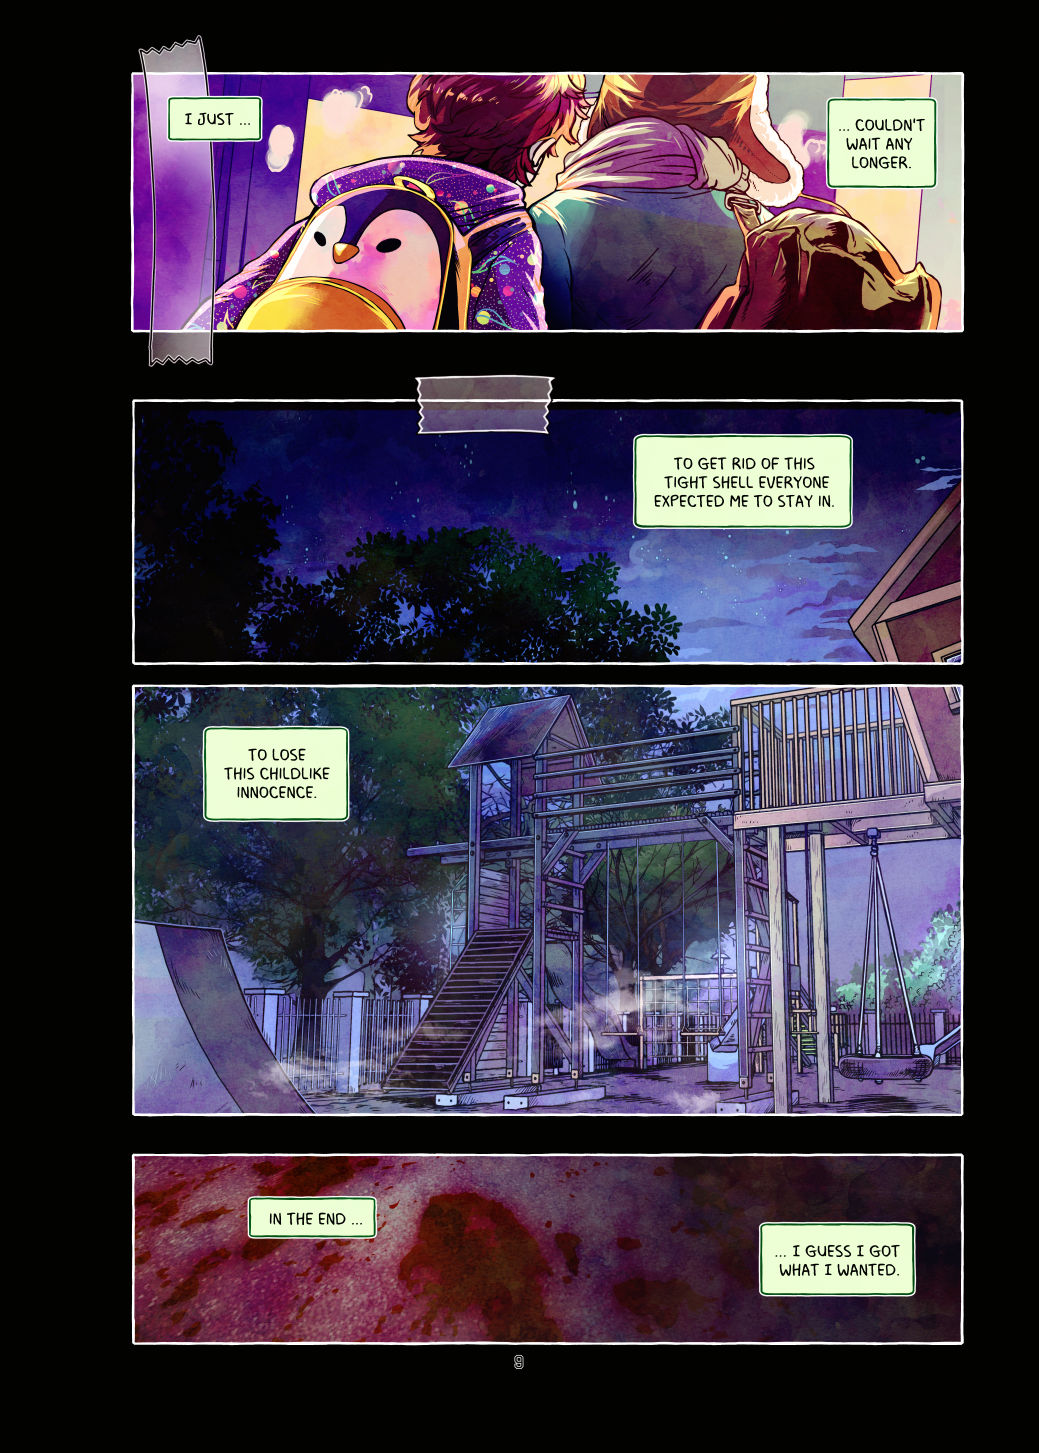 I JUST ...
... COULDN'T
WAIT ANY
LONGER.
TO GET RID OF THIS
TIGHT SHELL EVERYONE
EXPECTED ME TO STAY IN.
TO LOSE
THIS CHILDLIKE
INNOCENCE.
IN THE END ...
... I GUESS I GOT
WHAT I WANTED.
9